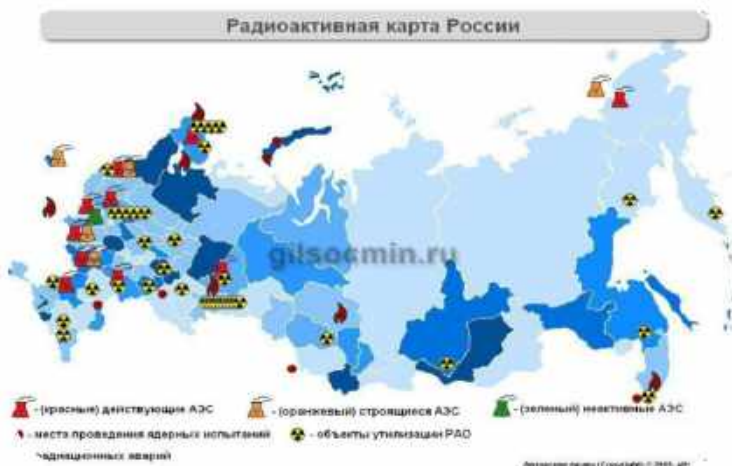 Радиоактивная карта России
gilsocmin.ru
- (красные) действующие АЭС
- (оранжевый) строящиеся АЭС
- (зеленый) неактивные АЭС
- места проведения ядерных испытаний
- объекты утилизации РАО
радиационных аварий